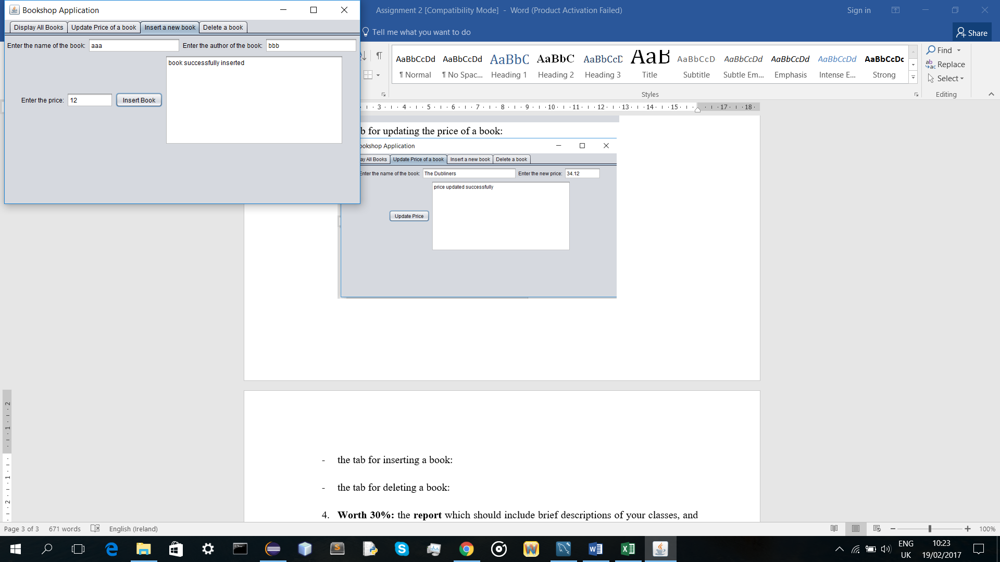 Bookshop Application
Display All Books Update Price of a book Insert a new book Delete a book
Enter the name of the book: aaa Enter the author of the book: bbb
book successfully inserted
Enter the price: 12 Insert Book
Assignment 2 [Compatibility Mode] - Word (Product Activation Failed)
Sign in
Tell me what you want to do
Share
AaBbCcDd AaBbCcDd AaBbC AaBbC AaBbCc AaB AaBbCcD AaBbCcDd AaBbCcDd AaBbCcDd AaBbCcDc
¶ Normal ¶ No Spac... Heading 1 Heading 2 Heading 3 Title Subtitle Subtle Em... Emphasis Intense E... Strong
Styles
Find
Replace
Select
Editing
3 4 5 6 7 8 9 10 11 12 13 14 15 17 18
b for updating the price of a book:
ookshop Application
ay All Books Update Price of a book Insert a new book Delete a book
Enter the name of the book: The Dubliners Enter the new price: 34.12
price updated successfully
Update Price
2
1
1
2
- the tab for inserting a book:
- the tab for deleting a book:
4. Worth 30%: the report which should include brief descriptions of your classes, and
Page 3 of 3 671 words English (Ireland)
100%
ENG
UK
10:23
19/02/2017